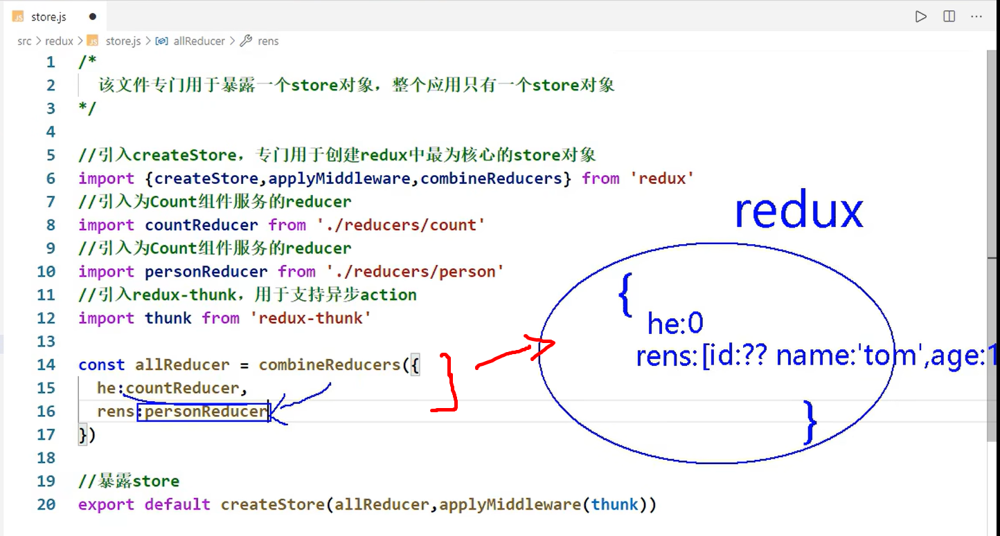 store.js
src > redux > store.js > allReducer > rens
1 /*
2 该文件专门用于暴露一个store对象，整个应用只有一个store对象
3 */
4
5 //引入createStore，专门用于创建redux中最为核心的store对象
6 import {createStore,applyMiddleware,combineReducers} from 'redux'
7 //引入为Count组件服务的reducer
8 import countReducer from './reducers/count'
9 //引入为Count组件服务的reducer
10 import personReducer from './reducers/person'
11 //引入redux-thunk，用于支持异步action
12 import thunk from 'redux-thunk'
13
14 const allReducer = combineReducers({
15 he:countReducer,
16 rens:personReducer
17 })
18
19 //暴露store
20 export default createStore(allReducer,applyMiddleware(thunk))
redux
{
he:0
rens:[id:?? name:'tom',age:1
}